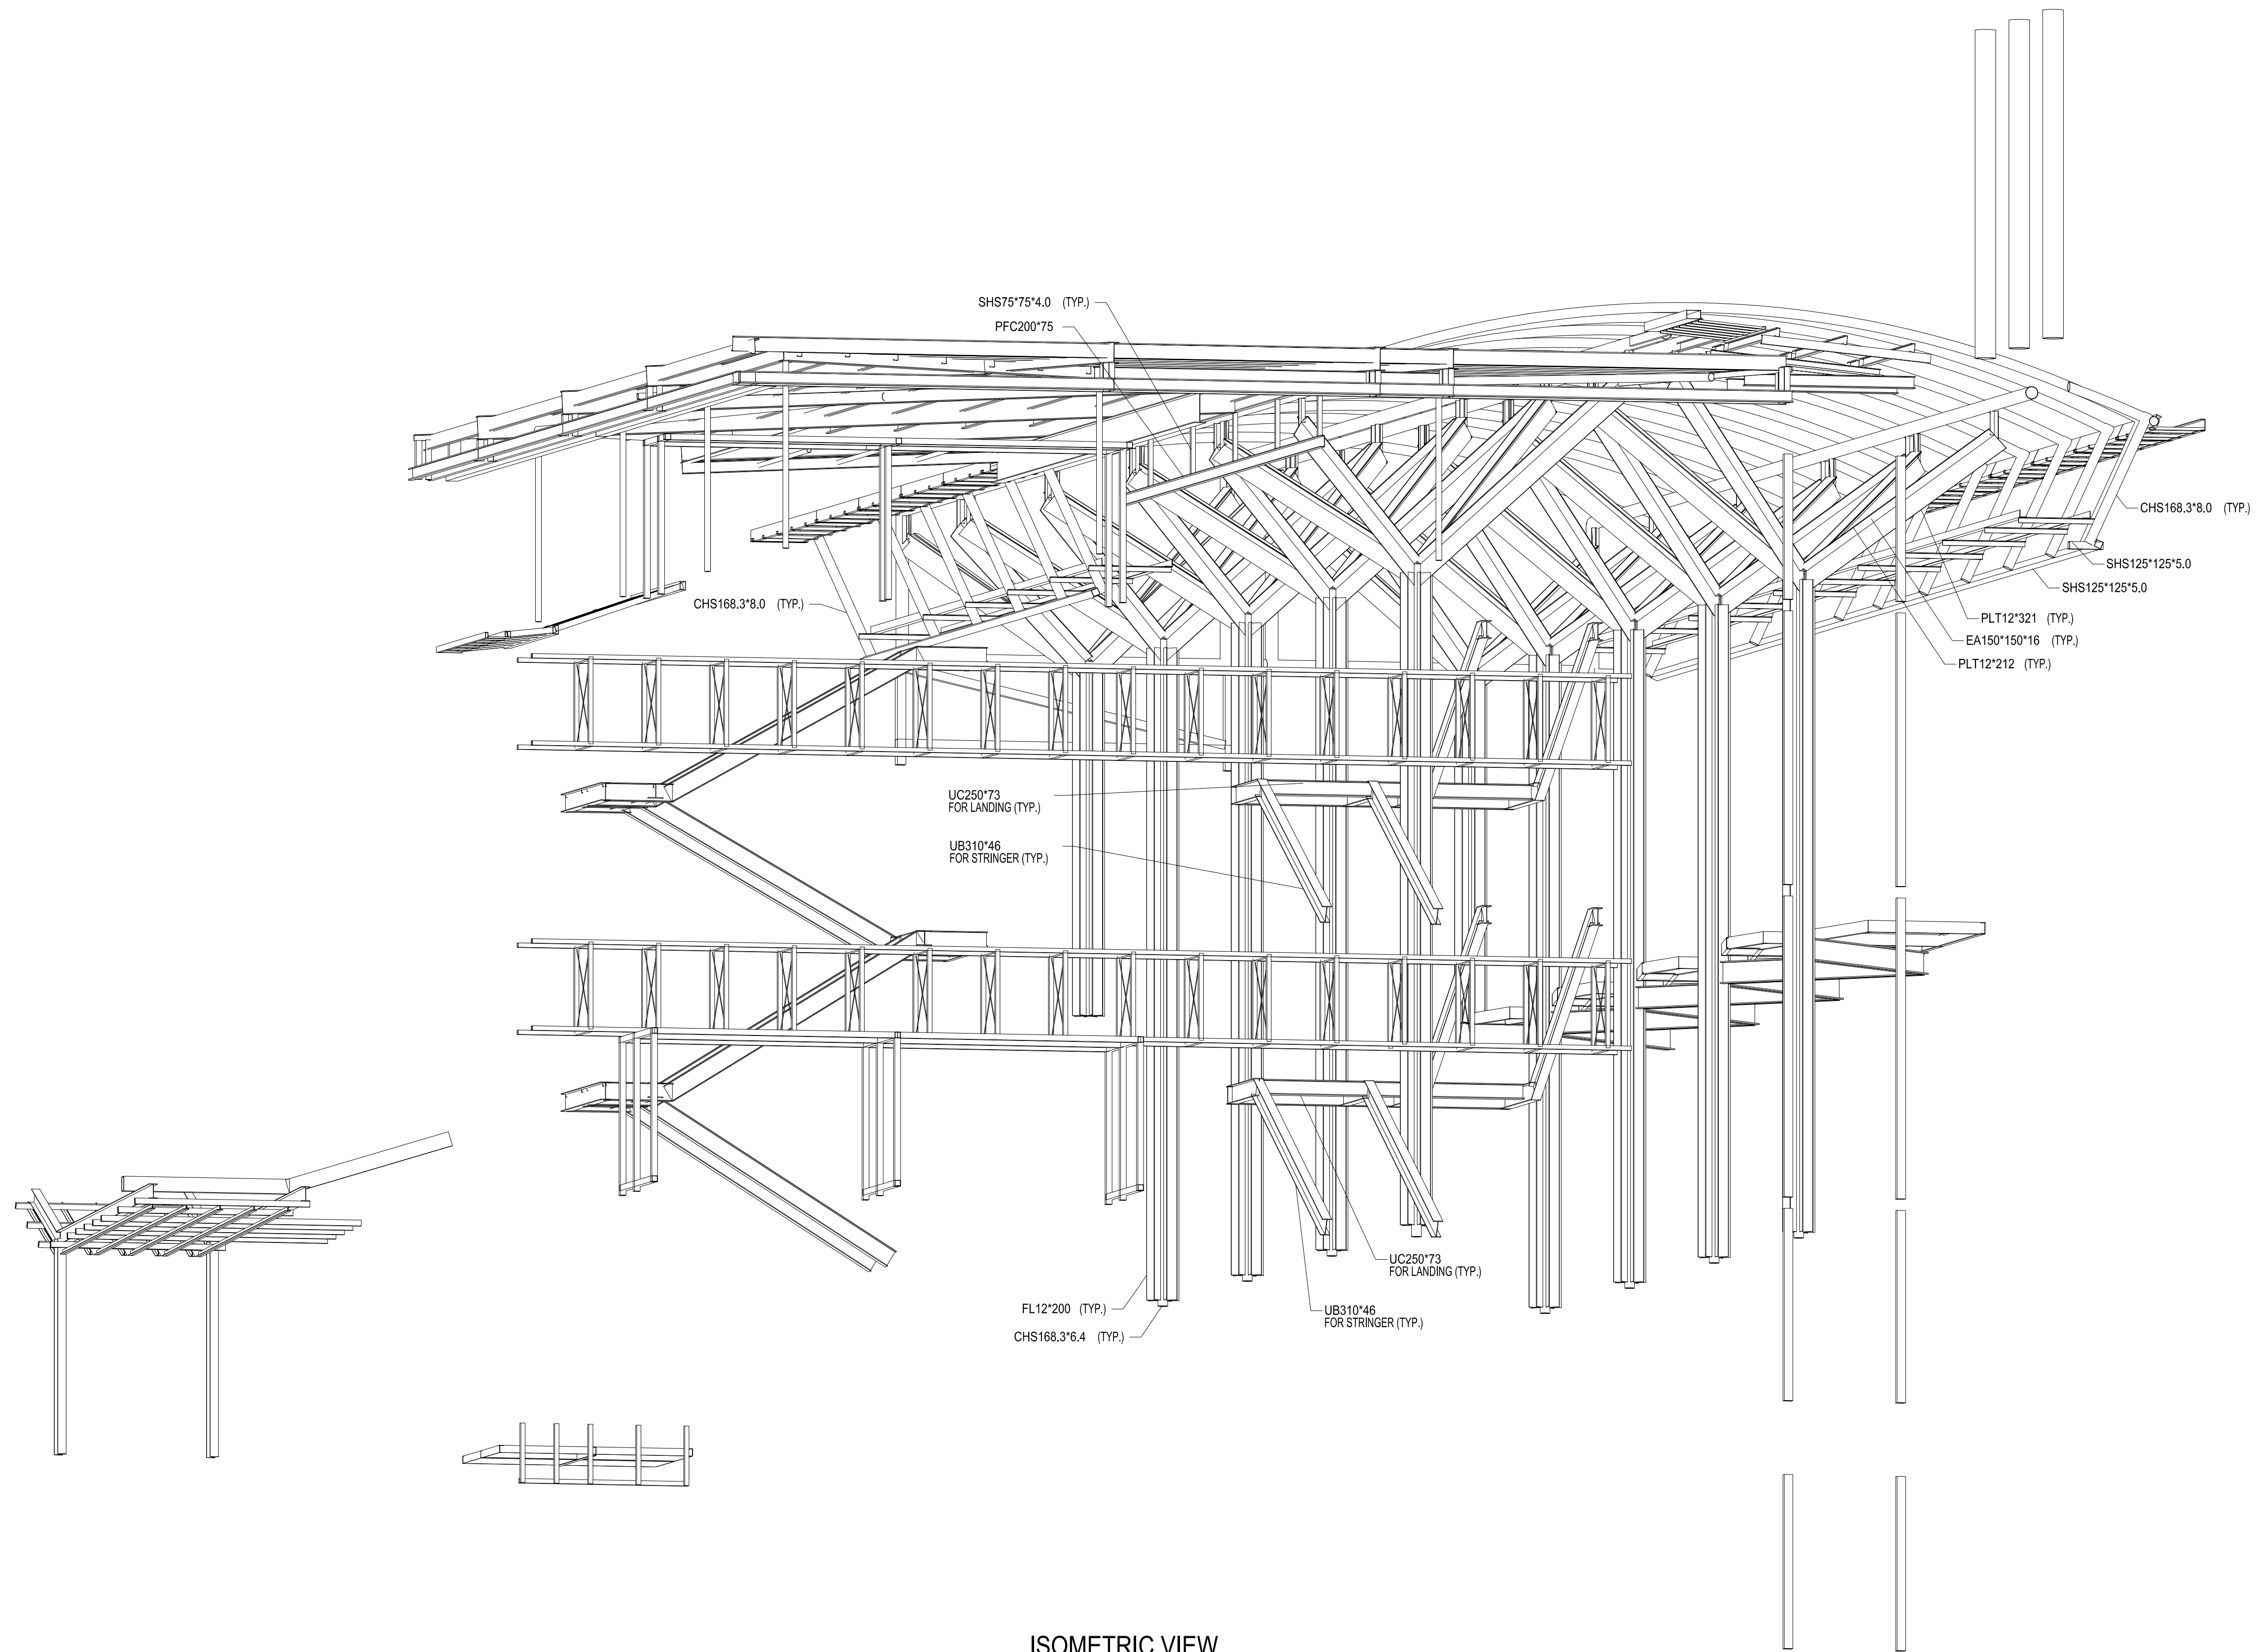 SHS75*75*4.0 (TYP.)
PFC200*75
CHS168.3*8.0 (TYP.)
SHS125*125*5.0
SHS125*125*5.0
CHS168.3*8.0 (TYP.)
PLT12*321 (TYP.)
EA150*150*16 (TYP.)
PLT12*212 (TYP.)
UC250*73
FOR LANDING (TYP.)
UB310*46
FOR STRINGER (TYP.)
UC250*73
FOR LANDING (TYP.)
FL12*200 (TYP.)
UB310*46
FOR STRINGER (TYP.)
CHS168.3*6.4 (TYP.)
ISOMETRIC VIEW